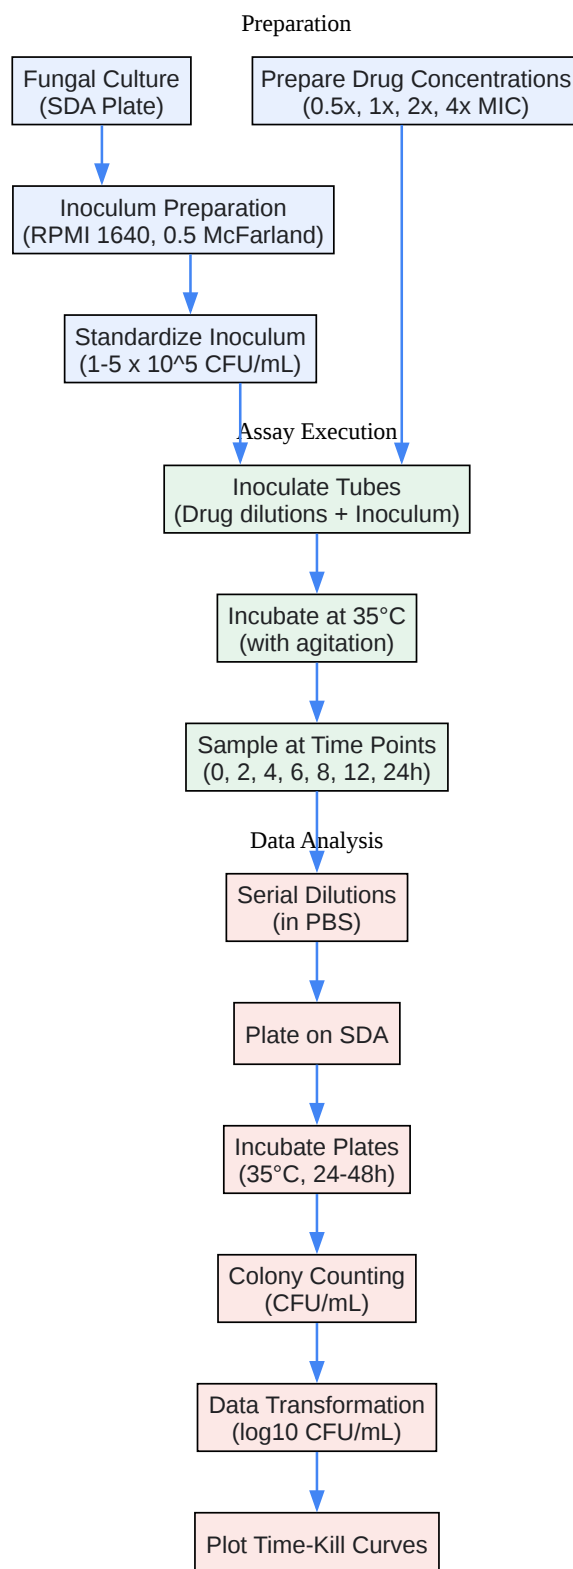 Preparation
Fungal Culture
(SDA Plate)
Prepare Drug Concentrations
(0.5x, 1x, 2x, 4x MIC)
Inoculum Preparation
(RPMI 1640, 0.5 McFarland)
Standardize Inoculum
(1-5 x 10^5 CFU/mL)
Assay Execution
Inoculate Tubes
(Drug dilutions + Inoculum)
Incubate at 35°C
(with agitation)
Sample at Time Points
(0, 2, 4, 6, 8, 12, 24h)
Data Analysis
Serial Dilutions
(in PBS)
Plate on SDA
Incubate Plates
(35°C, 24-48h)
Colony Counting
(CFU/mL)
Data Transformation
(log10 CFU/mL)
Plot Time-Kill Curves